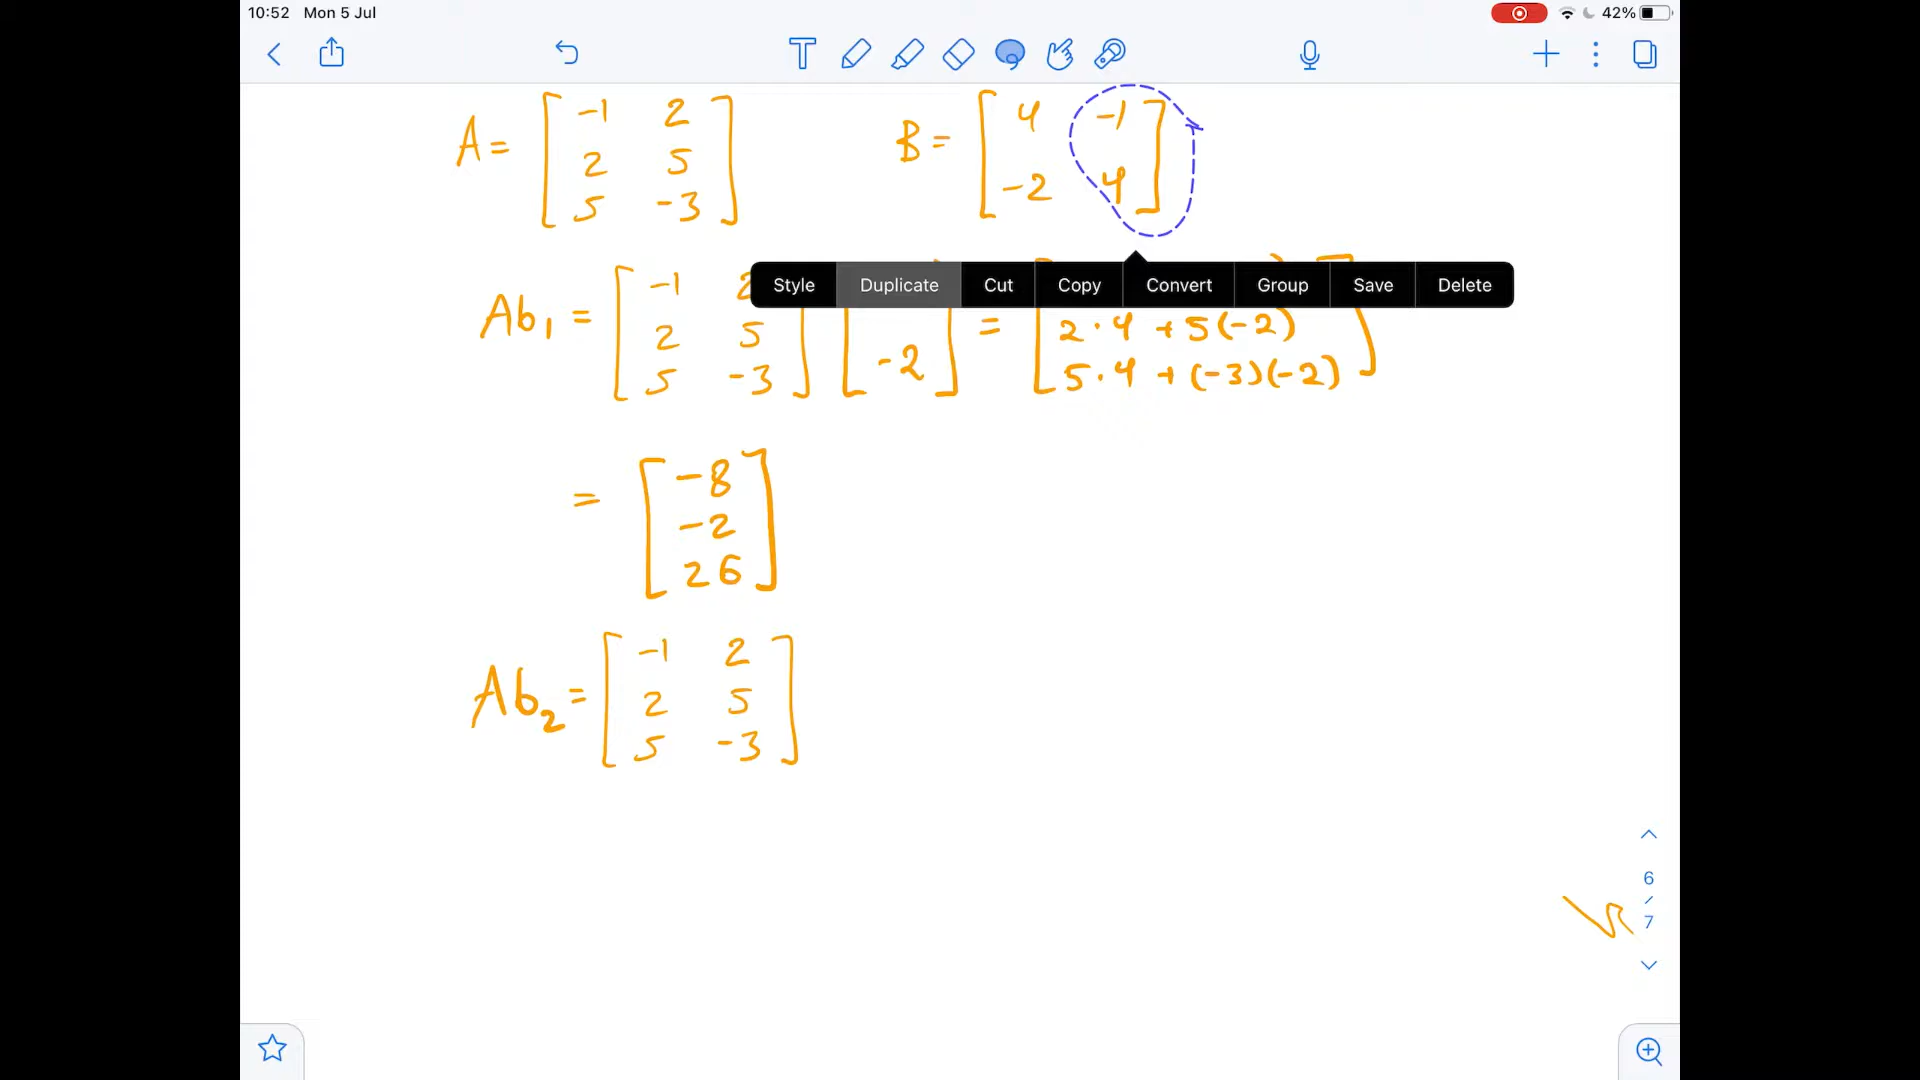 10:52 Mon 5 Jul 42%
A = [ -1 2 B = [ 4 -1
2 5
5 -3 ] -2 4 ]
Style Duplicate Cut Copy Convert Group Save Delete
Ab₁ = [ -1 2
2 5 = 2·4 + 5(-2)
5 -3 ] [ -2 ] 5·4 + (-3)(-2) ]
= [ -8
-2
26 ]
Ab₂ = [ -1 2
2 5
5 -3 ]
6
/
7